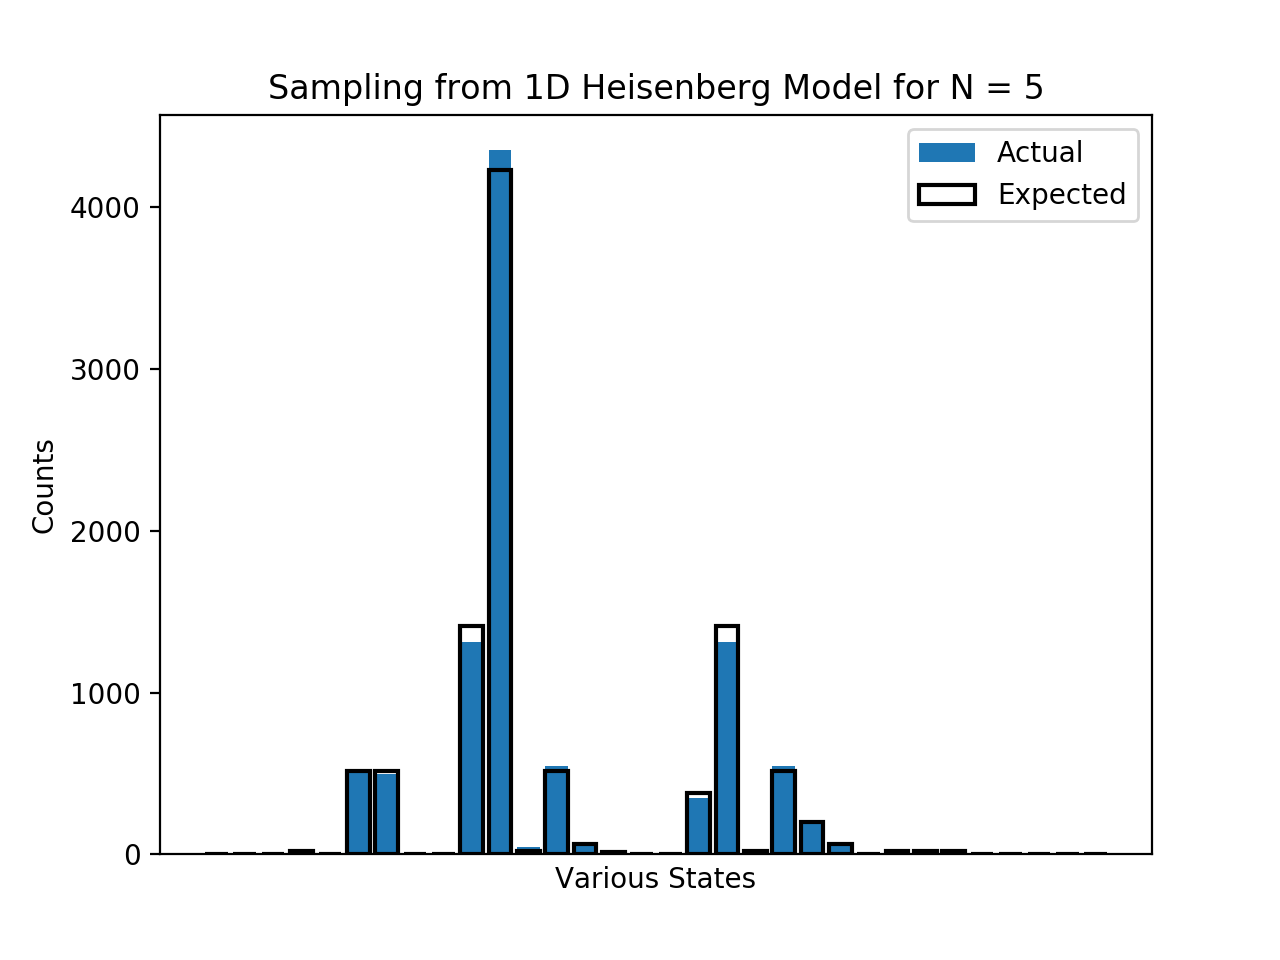 Sampling from 1D Heisenberg Model for N = 5
Actual
Expected
4000
3000
2000
1000
0
Counts
Various States